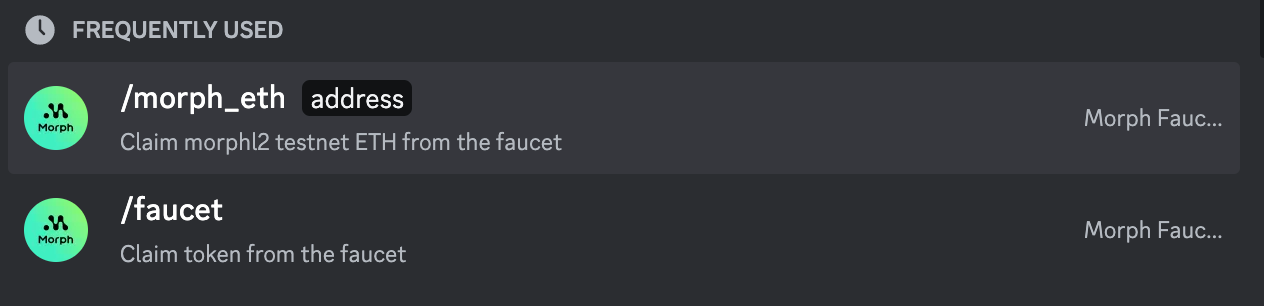 FREQUENTLY USED
/morph_eth address
Morph
Claim morphl2 testnet ETH from the faucet
Morph Fauc...
/faucet
Morph
Claim token from the faucet
Morph Fauc...